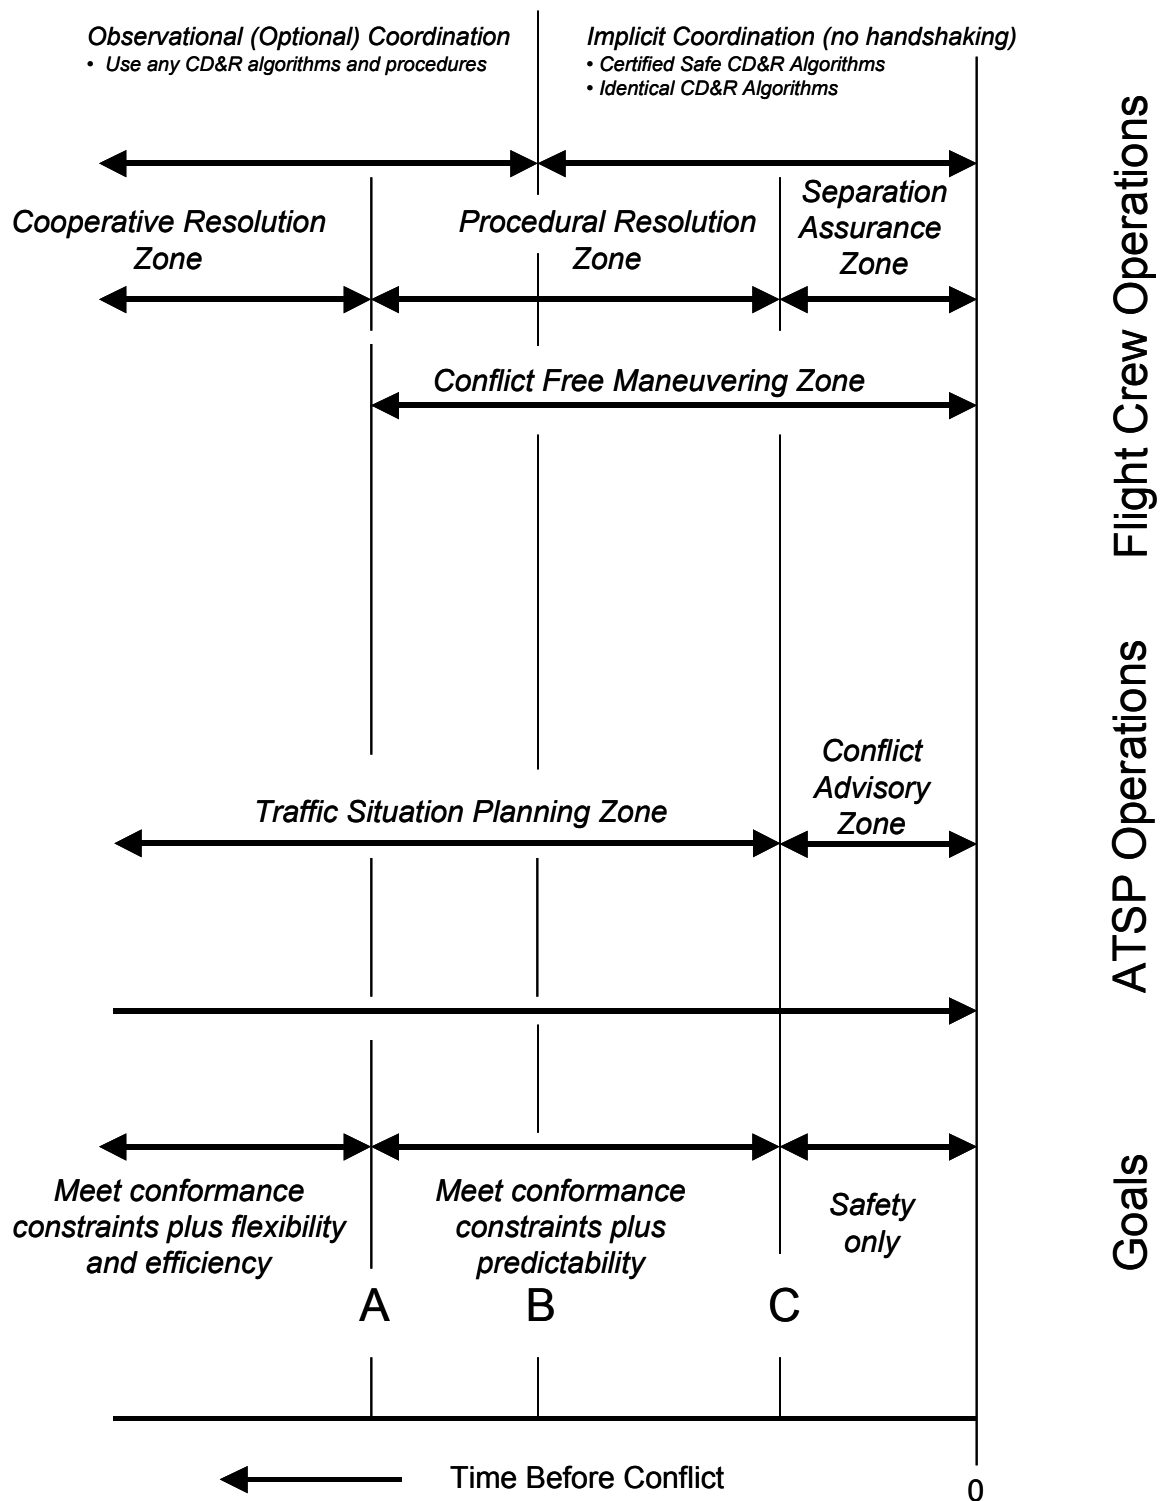 Observational (Optional) Coordination
• Use any CD&R algorithms and procedures
Implicit Coordination (no handshaking)
• Certified Safe CD&R Algorithms
• Identical CD&R Algorithms
Cooperative Resolution
Zone
Procedural Resolution
Zone
Separation
Assurance
Zone
Conflict Free Maneuvering Zone
Flight Crew Operations
Traffic Situation Planning Zone
Conflict
Advisory
Zone
ATSP Operations
Meet conformance
constraints plus flexibility
and efficiency
Meet conformance
constraints plus
predictability
Safety
only
Goals
A
B
C
Time Before Conflict
0